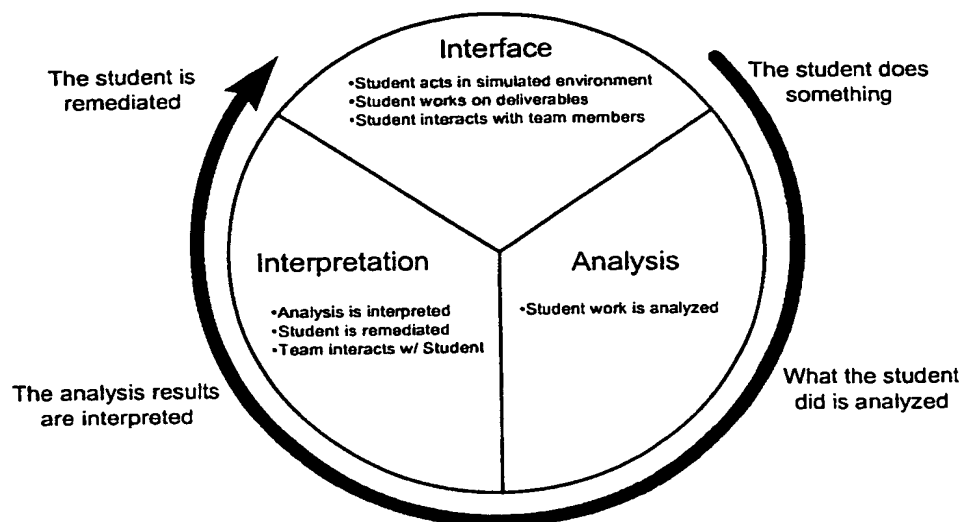 Interface
•Student acts in simulated environment
•Student works on deliverables
•Student interacts with team members
The student is
remediated
The student does
something
Interpretation
•Analysis is interpreted
•Student is remediated
•Team interacts w/ Student
Analysis
•Student work is analyzed
The analysis results
are interpreted
What the student
did is analyzed